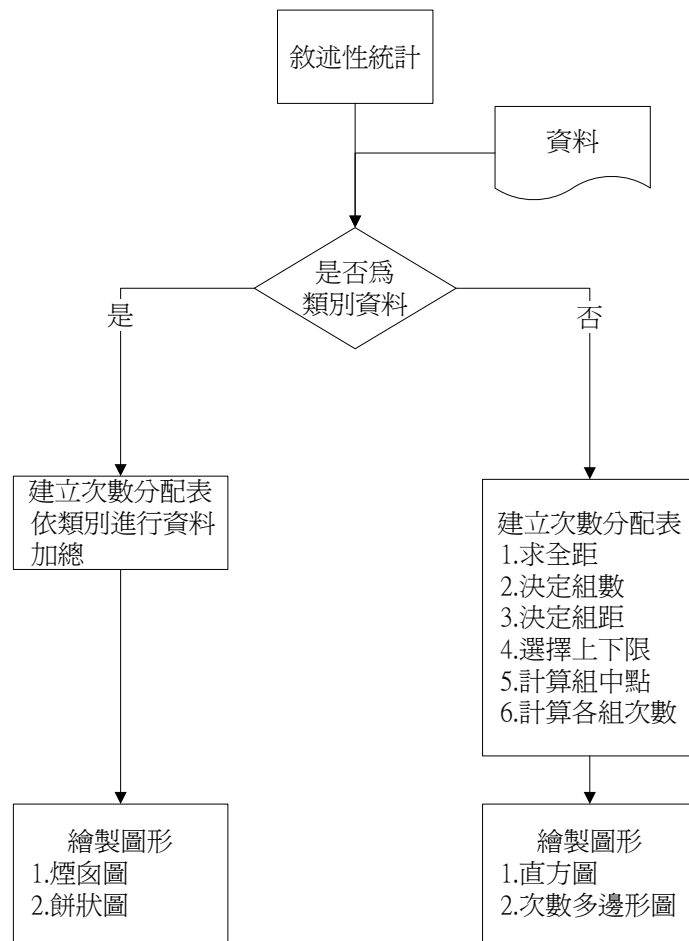 敘述性統計
資料
是否為
類別資料
是
否
建立次數分配表
依類別進行資料
加總
建立次數分配表
1.求全距
2.決定組數
3.決定組距
4.選擇上下限
5.計算組中點
6.計算各組次數
繪製圖形
1.煙囪圖
2.餅狀圖
繪製圖形
1.直方圖
2.次數多邊形圖